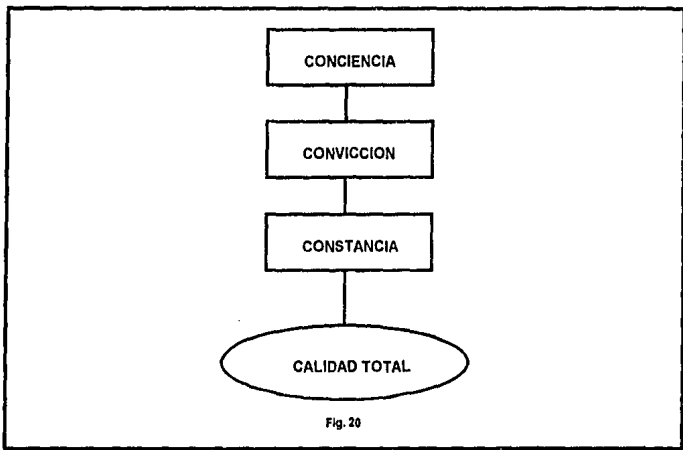 CONCIENCIA
CONVICCION
CONSTANCIA
CALIDAD TOTAL
Fig. 20